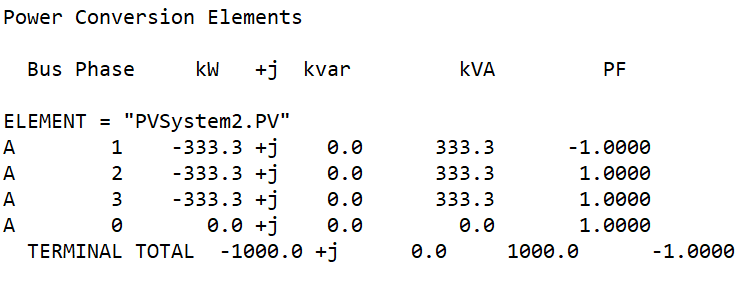 Power Conversion Elements
Bus Phase kW +j kvar kVA PF
ELEMENT = "PVSystem2.PV"
A 1 -333.3 +j 0.0 333.3 -1.0000
A 2 -333.3 +j 0.0 333.3 1.0000
A 3 -333.3 +j 0.0 333.3 1.0000
A 0 0.0 +j 0.0 0.0 1.0000
TERMINAL TOTAL -1000.0 +j 0.0 1000.0 -1.0000